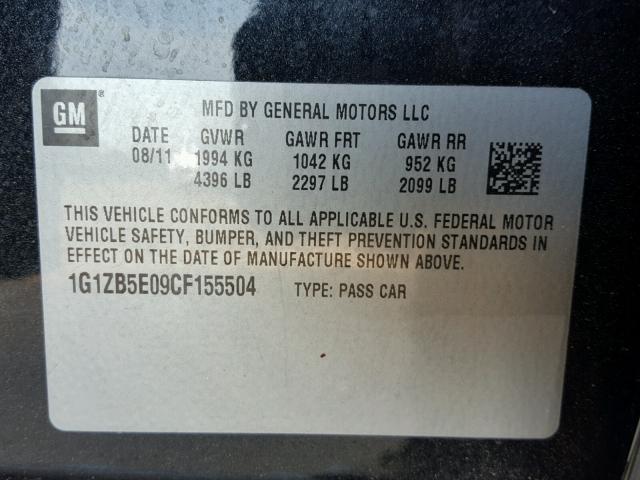 GM®
MFD BY GENERAL MOTORS LLC
DATE GVWR GAWR FRT GAWR RR
08/11 1994 KG 1042 KG 952 KG
4396 LB 2297 LB 2099 LB
THIS VEHICLE CONFORMS TO ALL APPLICABLE U.S. FEDERAL MOTOR
VEHICLE SAFETY, BUMPER, AND THEFT PREVENTION STANDARDS IN
EFFECT ON THE DATE OF MANUFACTURE SHOWN ABOVE.
1G1ZB5E09CF155504 TYPE: PASS CAR